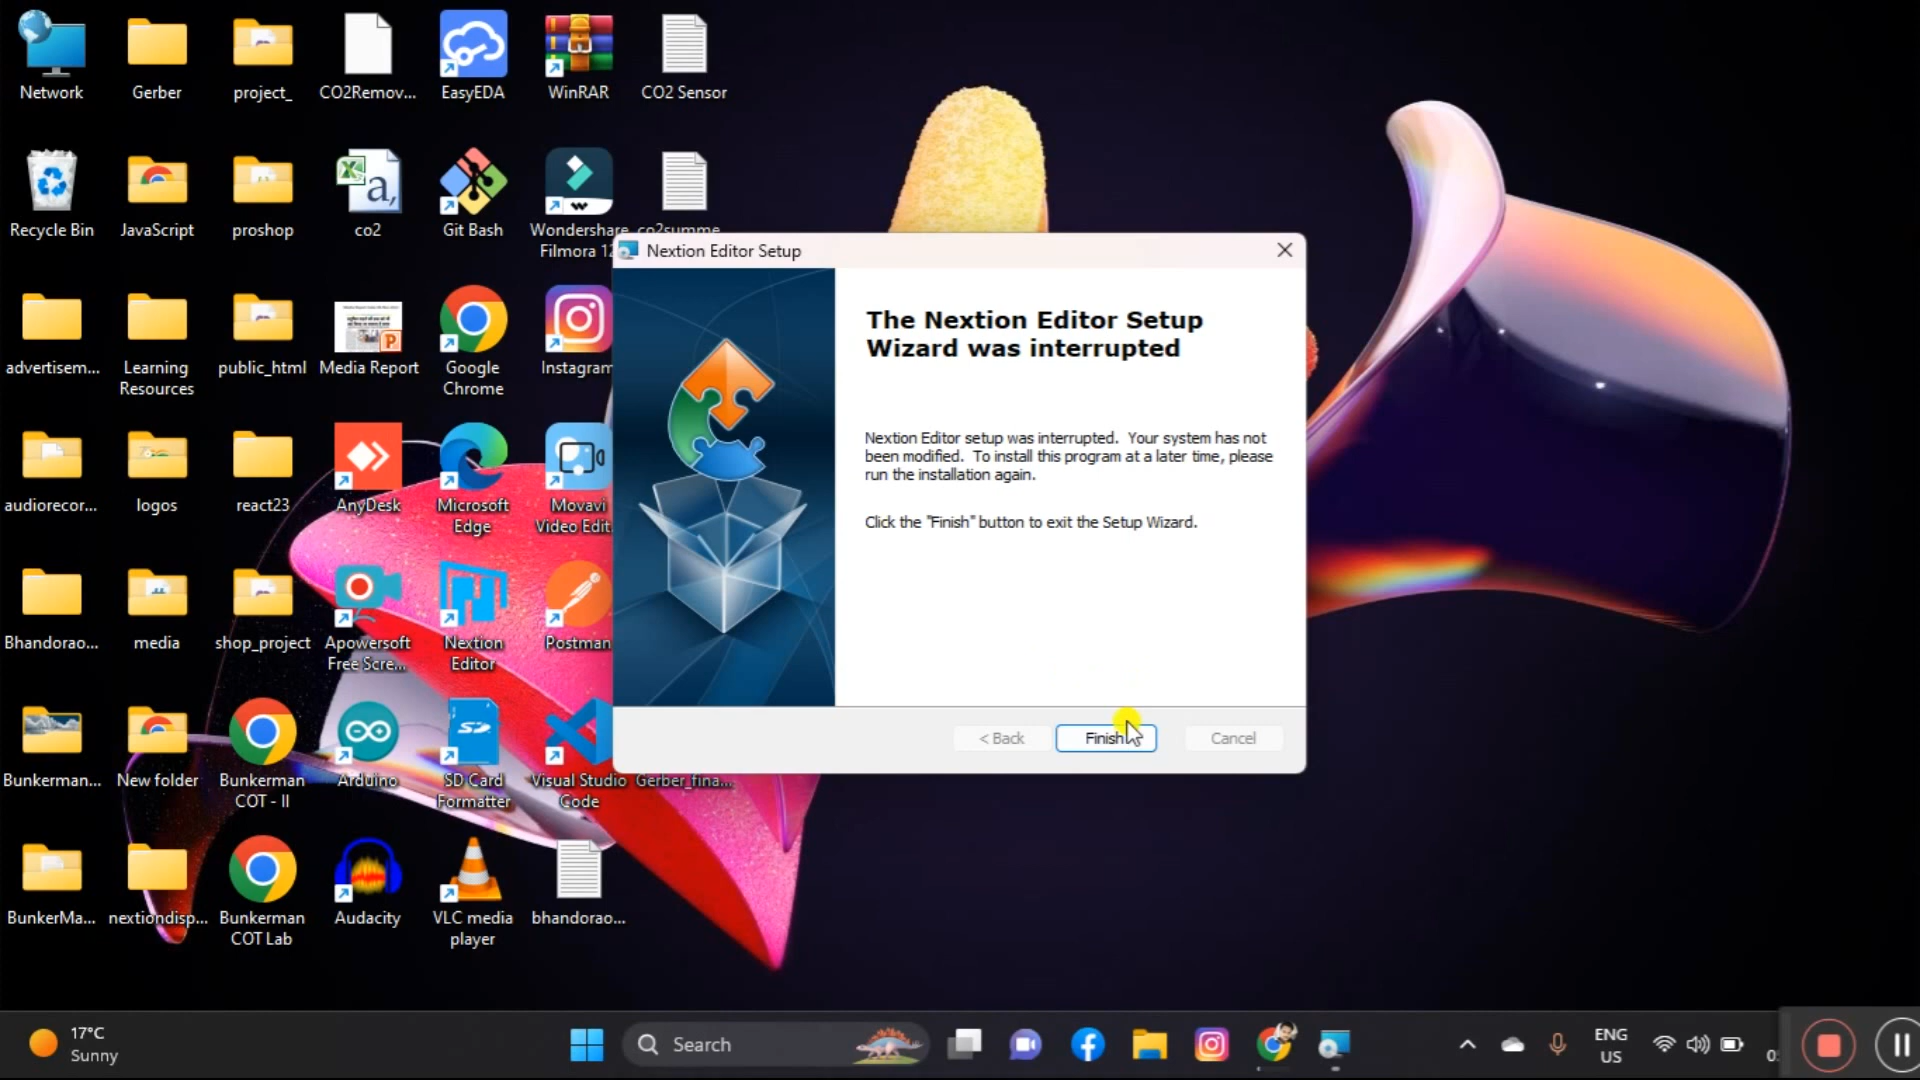 Network
Gerber
project_
CO2Remov...
EasyEDA
WinRAR
CO2 Sensor
Recycle Bin
JavaScript
proshop
co2
Git Bash
Wondershare
Filmora 12
co2summe...
advertisem...
Learning
Resources
public_html
Media Report
Google
Chrome
Instagram
audiorecor...
logos
react23
AnyDesk
Microsoft
Edge
Movavi
Video Edit
Bhandorao...
media
shop_project
Apowersoft
Free Scre...
Nextion
Editor
Postman
Bunkerman...
New folder
Bunkerman
COT - II
Arduino
SD Card
Formatter
Visual Studio
Code
Gerber_fina...
BunkerMa...
nextiondisp...
Bunkerman
COT Lab
Audacity
VLC media
player
bhandorao...
Nextion Editor Setup
The Nextion Editor Setup
Wizard was interrupted
Nextion Editor setup was interrupted. Your system has not
been modified. To install this program at a later time, please
run the installation again.
Click the "Finish" button to exit the Setup Wizard.
< Back
Finish
Cancel
17°C
Sunny
Search
ENG
US